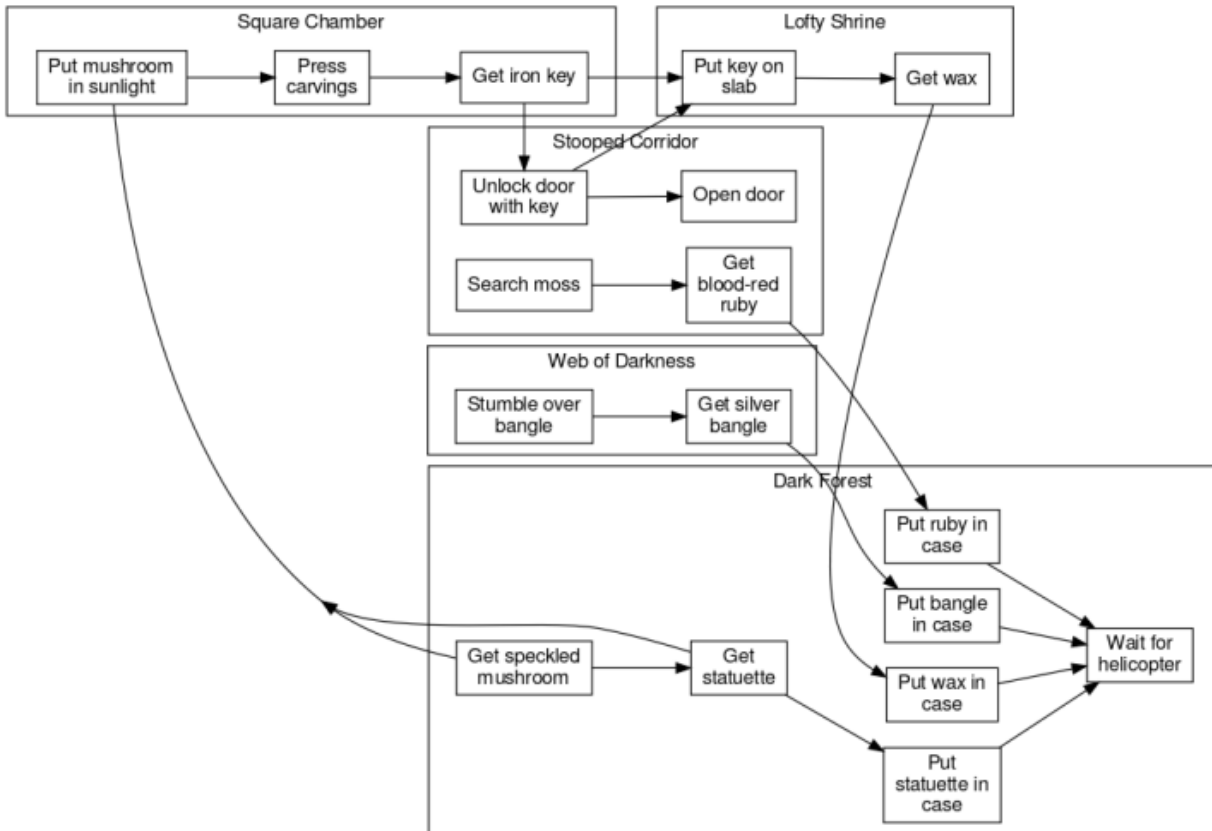 Square Chamber
Put mushroom
in sunlight
Press
carvings
Get iron key
Lofty Shrine
Put key on
slab
Get wax
Stooped Corridor
Unlock door
with key
Open door
Search moss
Get
blood-red
ruby
Web of Darkness
Stumble over
bangle
Get silver
bangle
Dark Forest
Put ruby in
case
Put bangle
in case
Get speckled
mushroom
Get
statuette
Wait for
helicopter
Put wax in
case
Put
statuette in
case